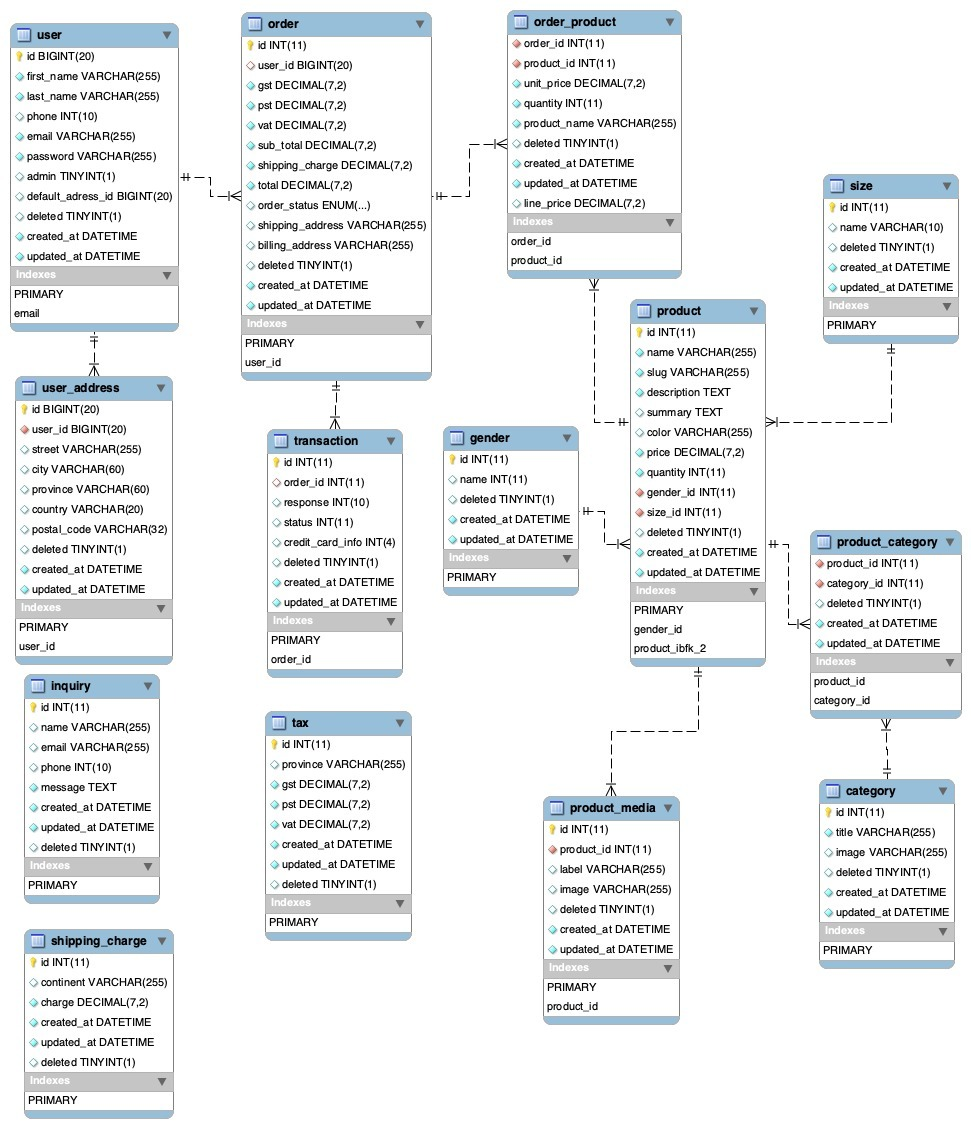 user
id BIGINT(20)
first_name VARCHAR(255)
last_name VARCHAR(255)
phone INT(10)
email VARCHAR(255)
password VARCHAR(255)
admin TINYINT(1)
default_adress_id BIGINT(20)
deleted TINYINT(1)
created_at DATETIME
updated_at DATETIME
Indexes
PRIMARY
email
order
id INT(11)
user_id BIGINT(20)
gst DECIMAL(7,2)
pst DECIMAL(7,2)
vat DECIMAL(7,2)
sub_total DECIMAL(7,2)
shipping_charge DECIMAL(7,2)
total DECIMAL(7,2)
order_status ENUM(...)
shipping_address VARCHAR(255)
billing_address VARCHAR(255)
deleted TINYINT(1)
created_at DATETIME
updated_at DATETIME
Indexes
PRIMARY
user_id
order_product
order_id INT(11)
product_id INT(11)
unit_price DECIMAL(7,2)
quantity INT(11)
product_name VARCHAR(255)
deleted TINYINT(1)
created_at DATETIME
updated_at DATETIME
line_price DECIMAL(7,2)
Indexes
order_id
product_id
size
id INT(11)
name VARCHAR(10)
deleted TINYINT(1)
created_at DATETIME
updated_at DATETIME
Indexes
PRIMARY
product
id INT(11)
name VARCHAR(255)
slug VARCHAR(255)
description TEXT
summary TEXT
color VARCHAR(255)
price DECIMAL(7,2)
quantity INT(11)
gender_id INT(11)
size_id INT(11)
deleted TINYINT(1)
created_at DATETIME
updated_at DATETIME
Indexes
PRIMARY
gender_id
product_ibfk_2
user_address
id BIGINT(20)
user_id BIGINT(20)
street VARCHAR(255)
city VARCHAR(60)
province VARCHAR(60)
country VARCHAR(20)
postal_code VARCHAR(32)
deleted TINYINT(1)
created_at DATETIME
updated_at DATETIME
Indexes
PRIMARY
user_id
transaction
id INT(11)
order_id INT(11)
response INT(10)
status INT(11)
credit_card_info INT(4)
deleted TINYINT(1)
created_at DATETIME
updated_at DATETIME
Indexes
PRIMARY
order_id
gender
id INT(11)
name INT(11)
deleted TINYINT(1)
created_at DATETIME
updated_at DATETIME
Indexes
PRIMARY
product_category
product_id INT(11)
category_id INT(11)
deleted TINYINT(1)
created_at DATETIME
updated_at DATETIME
Indexes
product_id
category_id
inquiry
id INT(11)
name VARCHAR(255)
email VARCHAR(255)
phone INT(10)
message TEXT
created_at DATETIME
updated_at DATETIME
deleted TINYINT(1)
Indexes
PRIMARY
tax
id INT(11)
province VARCHAR(255)
gst DECIMAL(7,2)
pst DECIMAL(7,2)
vat DECIMAL(7,2)
created_at DATETIME
updated_at DATETIME
deleted TINYINT(1)
Indexes
PRIMARY
product_media
id INT(11)
product_id INT(11)
label VARCHAR(255)
image VARCHAR(255)
deleted TINYINT(1)
created_at DATETIME
updated_at DATETIME
Indexes
PRIMARY
product_id
category
id INT(11)
title VARCHAR(255)
image VARCHAR(255)
deleted TINYINT(1)
created_at DATETIME
updated_at DATETIME
Indexes
PRIMARY
shipping_charge
id INT(11)
continent VARCHAR(255)
charge DECIMAL(7,2)
created_at DATETIME
updated_at DATETIME
deleted TINYINT(1)
Indexes
PRIMARY